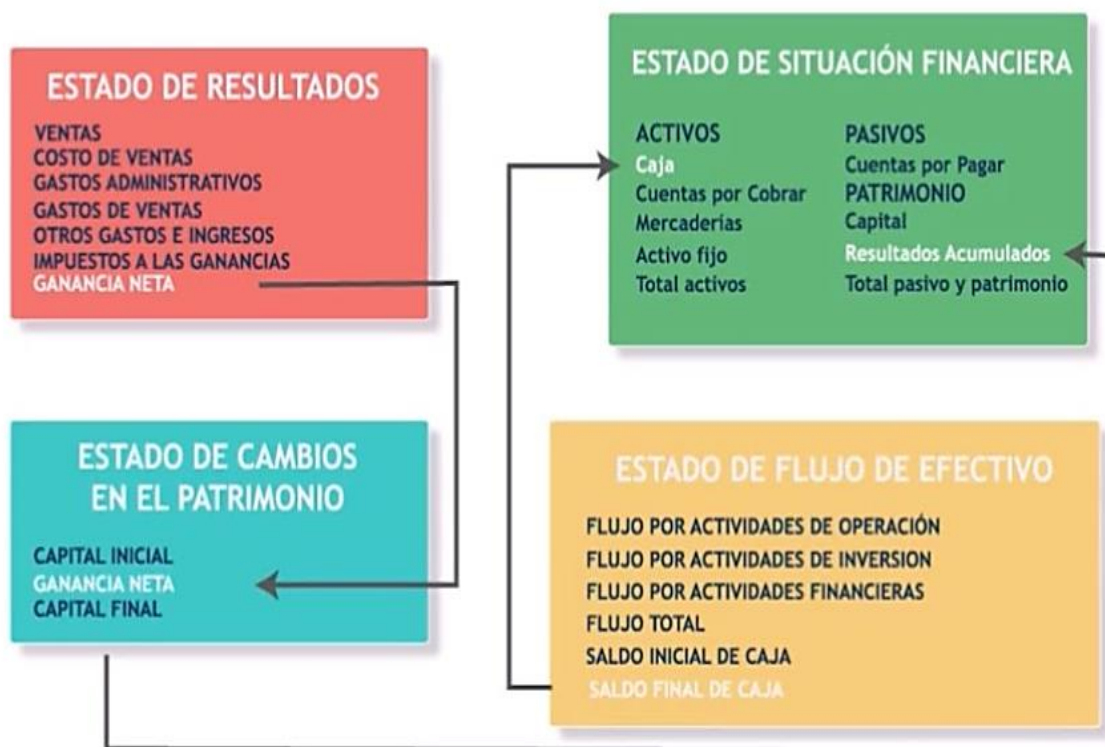 ESTADO DE RESULTADOS
VENTAS
COSTO DE VENTAS
GASTOS ADMINISTRATIVOS
GASTOS DE VENTAS
OTROS GASTOS E INGRESOS
IMPUESTOS A LAS GANANCIAS
GANANCIA NETA
ESTADO DE SITUACIÓN FINANCIERA
ACTIVOS
Caja
Cuentas por Cobrar
Mercaderías
Activo fijo
Total activos
PASIVOS
Cuentas por Pagar
PATRIMONIO
Capital
Resultados Acumulados
Total pasivo y patrimonio
ESTADO DE CAMBIOS
EN EL PATRIMONIO
CAPITAL INICIAL
GANANCIA NETA
CAPITAL FINAL
ESTADO DE FLUJO DE EFECTIVO
FLUJO POR ACTIVIDADES DE OPERACIÓN
FLUJO POR ACTIVIDADES DE INVERSION
FLUJO POR ACTIVIDADES FINANCIERAS
FLUJO TOTAL
SALDO INICIAL DE CAJA
SALDO FINAL DE CAJA